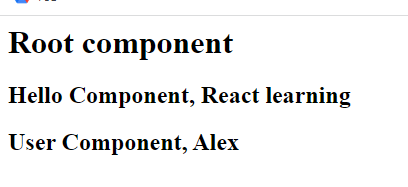 Root component
Hello Component, React learning
User Component, Alex